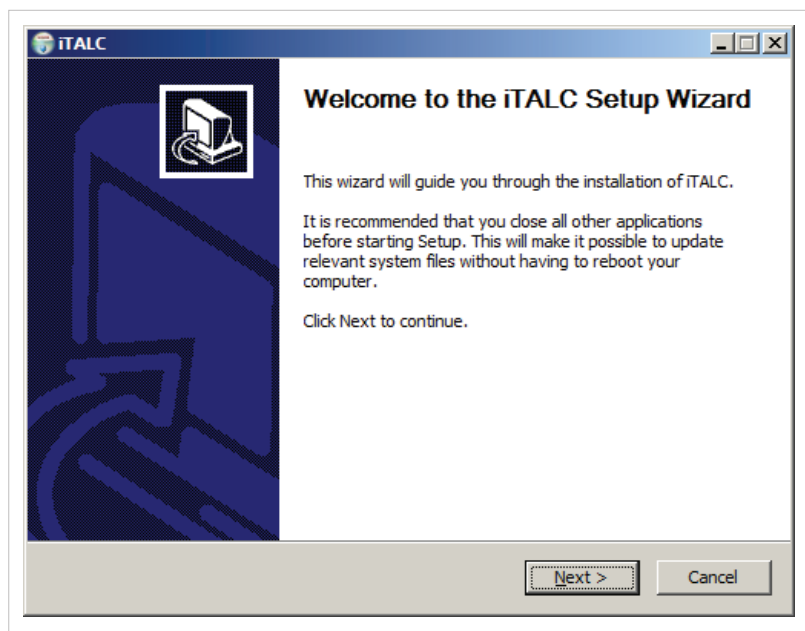 iTALC
Welcome to the iTALC Setup Wizard
This wizard will guide you through the installation of iTALC.
It is recommended that you close all other applications
before starting Setup. This will make it possible to update
relevant system files without having to reboot your
computer.
Click Next to continue.
Next >
Cancel